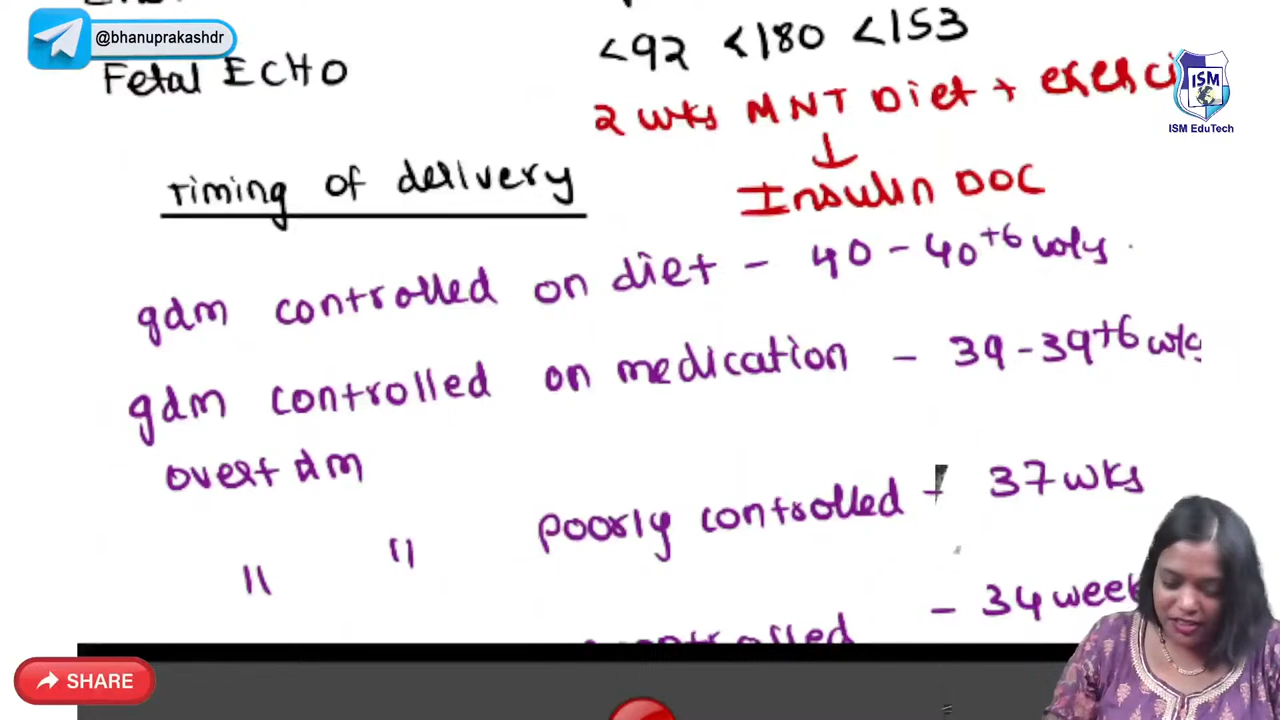 @bhanuprakashdr
Fetal ECHO
<92 <180 <153
2 wks MNT Diet + exerci
↓
Insulin DOC
ISM
ISM EduTech
Timing of delivery
gdm controlled on diet - 40 - 40+6 wks
gdm controlled on medication - 39 - 39+6 wks
overt dm
" " poorly controlled - 37 wks
controlled - 34 week
SHARE